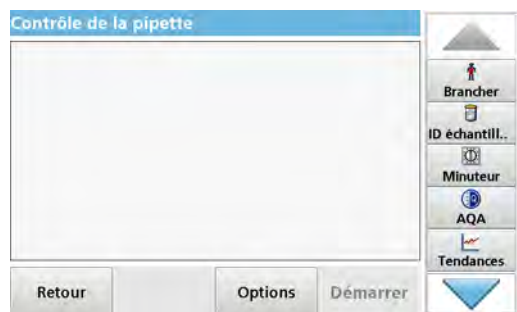 Contrôle de la pipette
Brancher
ID échantill..
Minuteur
AQA
Tendances
Retour
Options
Démarrer